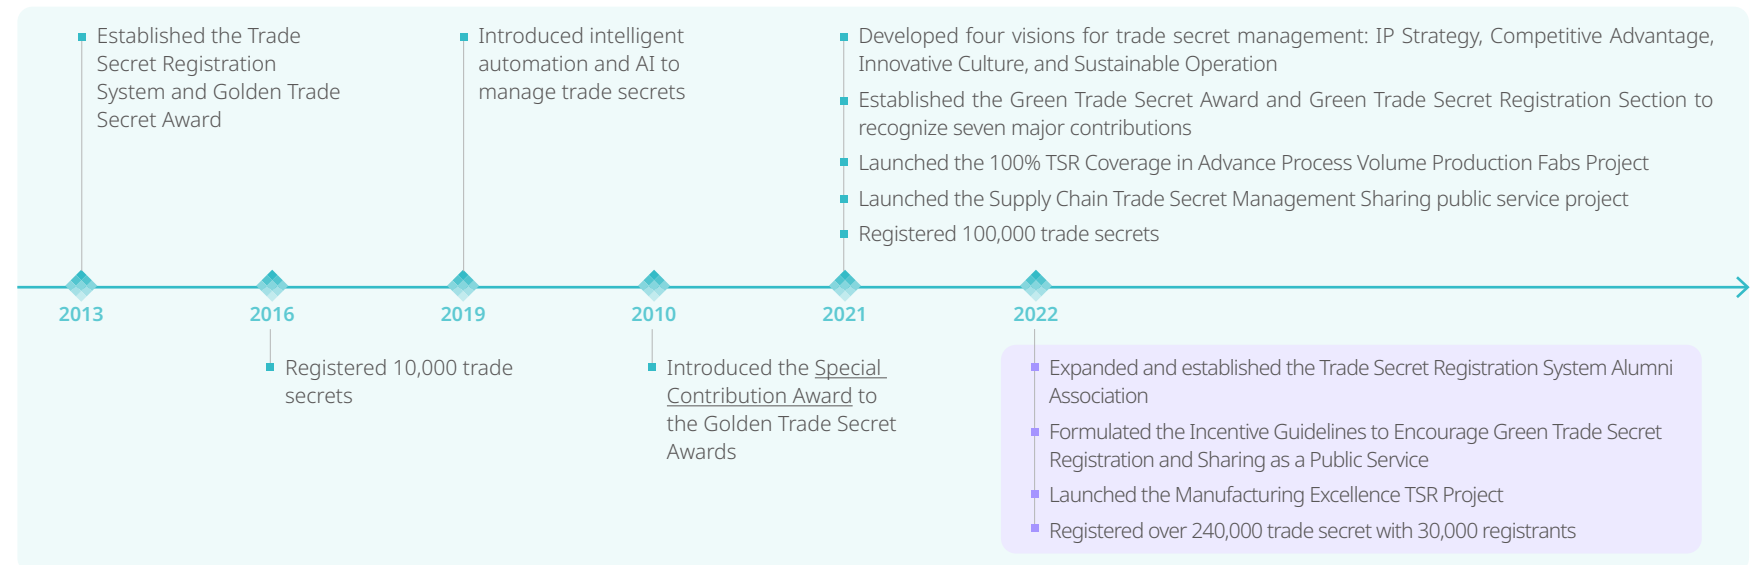 Established the Trade
Secret Registration
System and Golden Trade
Secret Award
Introduced intelligent
automation and AI to
manage trade secrets
Developed four visions for trade secret management: IP Strategy, Competitive Advantage,
Innovative Culture, and Sustainable Operation
Established the Green Trade Secret Award and Green Trade Secret Registration Section to
recognize seven major contributions
Launched the 100% TSR Coverage in Advance Process Volume Production Fabs Project
Launched the Supply Chain Trade Secret Management Sharing public service project
Registered 100,000 trade secrets
2013
2016
2019
2010
2021
2022
Registered 10,000 trade
secrets
Introduced the Special
Contribution Award to
the Golden Trade Secret
Awards
Expanded and established the Trade Secret Registration System Alumni
Association
Formulated the Incentive Guidelines to Encourage Green Trade Secret
Registration and Sharing as a Public Service
Launched the Manufacturing Excellence TSR Project
Registered over 240,000 trade secret with 30,000 registrants